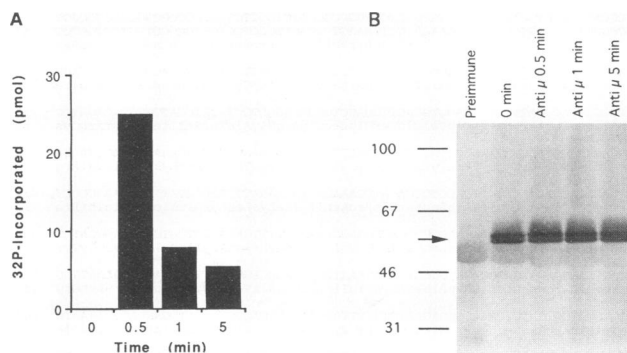 A
30
20
10
0
32P-Incorporated (pmol)
0 0.5 1 5
Time (min)
B
Preimmune
0 min
Anti μ 0.5 min
Anti μ 1 min
Anti μ 5 min
100
67
46
31